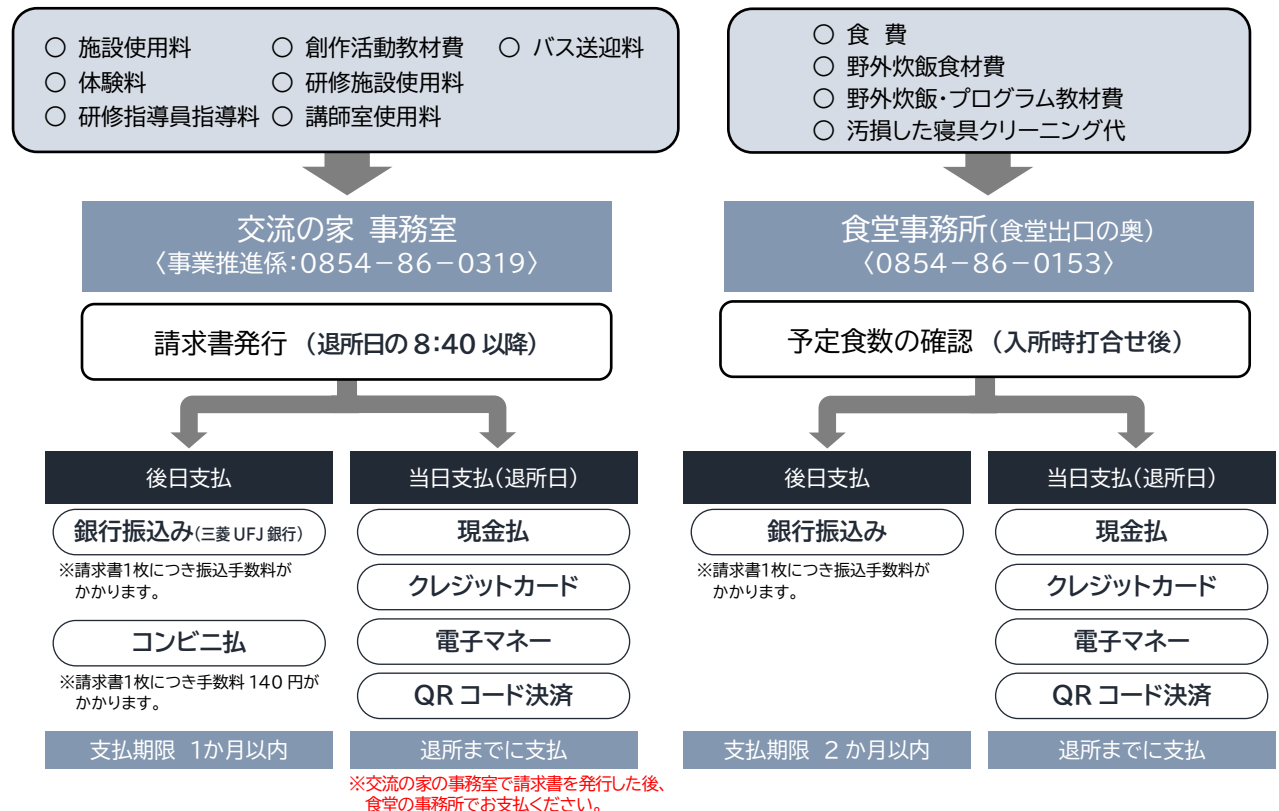 ○ 施設使用料 ○ 創作活動教材費 ○ バス送迎料
○ 体験料 ○ 研修施設使用料
○ 研修指導員指導料 ○ 講師室使用料
交流の家 事務室
〈事業推進係：0854－86－0319〉
請求書発行 （退所日の 8：40 以降）
後日支払
銀行振込み（三菱 UFJ 銀行）
※請求書1枚につき振込手数料が
かかります。
コンビニ払
※請求書1枚につき手数料 140 円が
かかります。
支払期限 1か月以内
当日支払（退所日）
現金払
クレジットカード
電子マネー
QR コード決済
退所までに支払
※交流の家の事務室で請求書を発行した後、
食堂の事務所でお支払ください。
○ 食 費
○ 野外炊飯食材費
○ 野外炊飯・プログラム教材費
○ 汚損した寝具クリーニング代
食堂事務所（食堂出口の奥）
〈0854－86－0153〉
予定食数の確認 （入所時打合せ後）
後日支払
銀行振込み
※請求書1枚につき振込手数料が
かかります。
支払期限 2 か月以内
当日支払（退所日）
現金払
クレジットカード
電子マネー
QR コード決済
退所までに支払